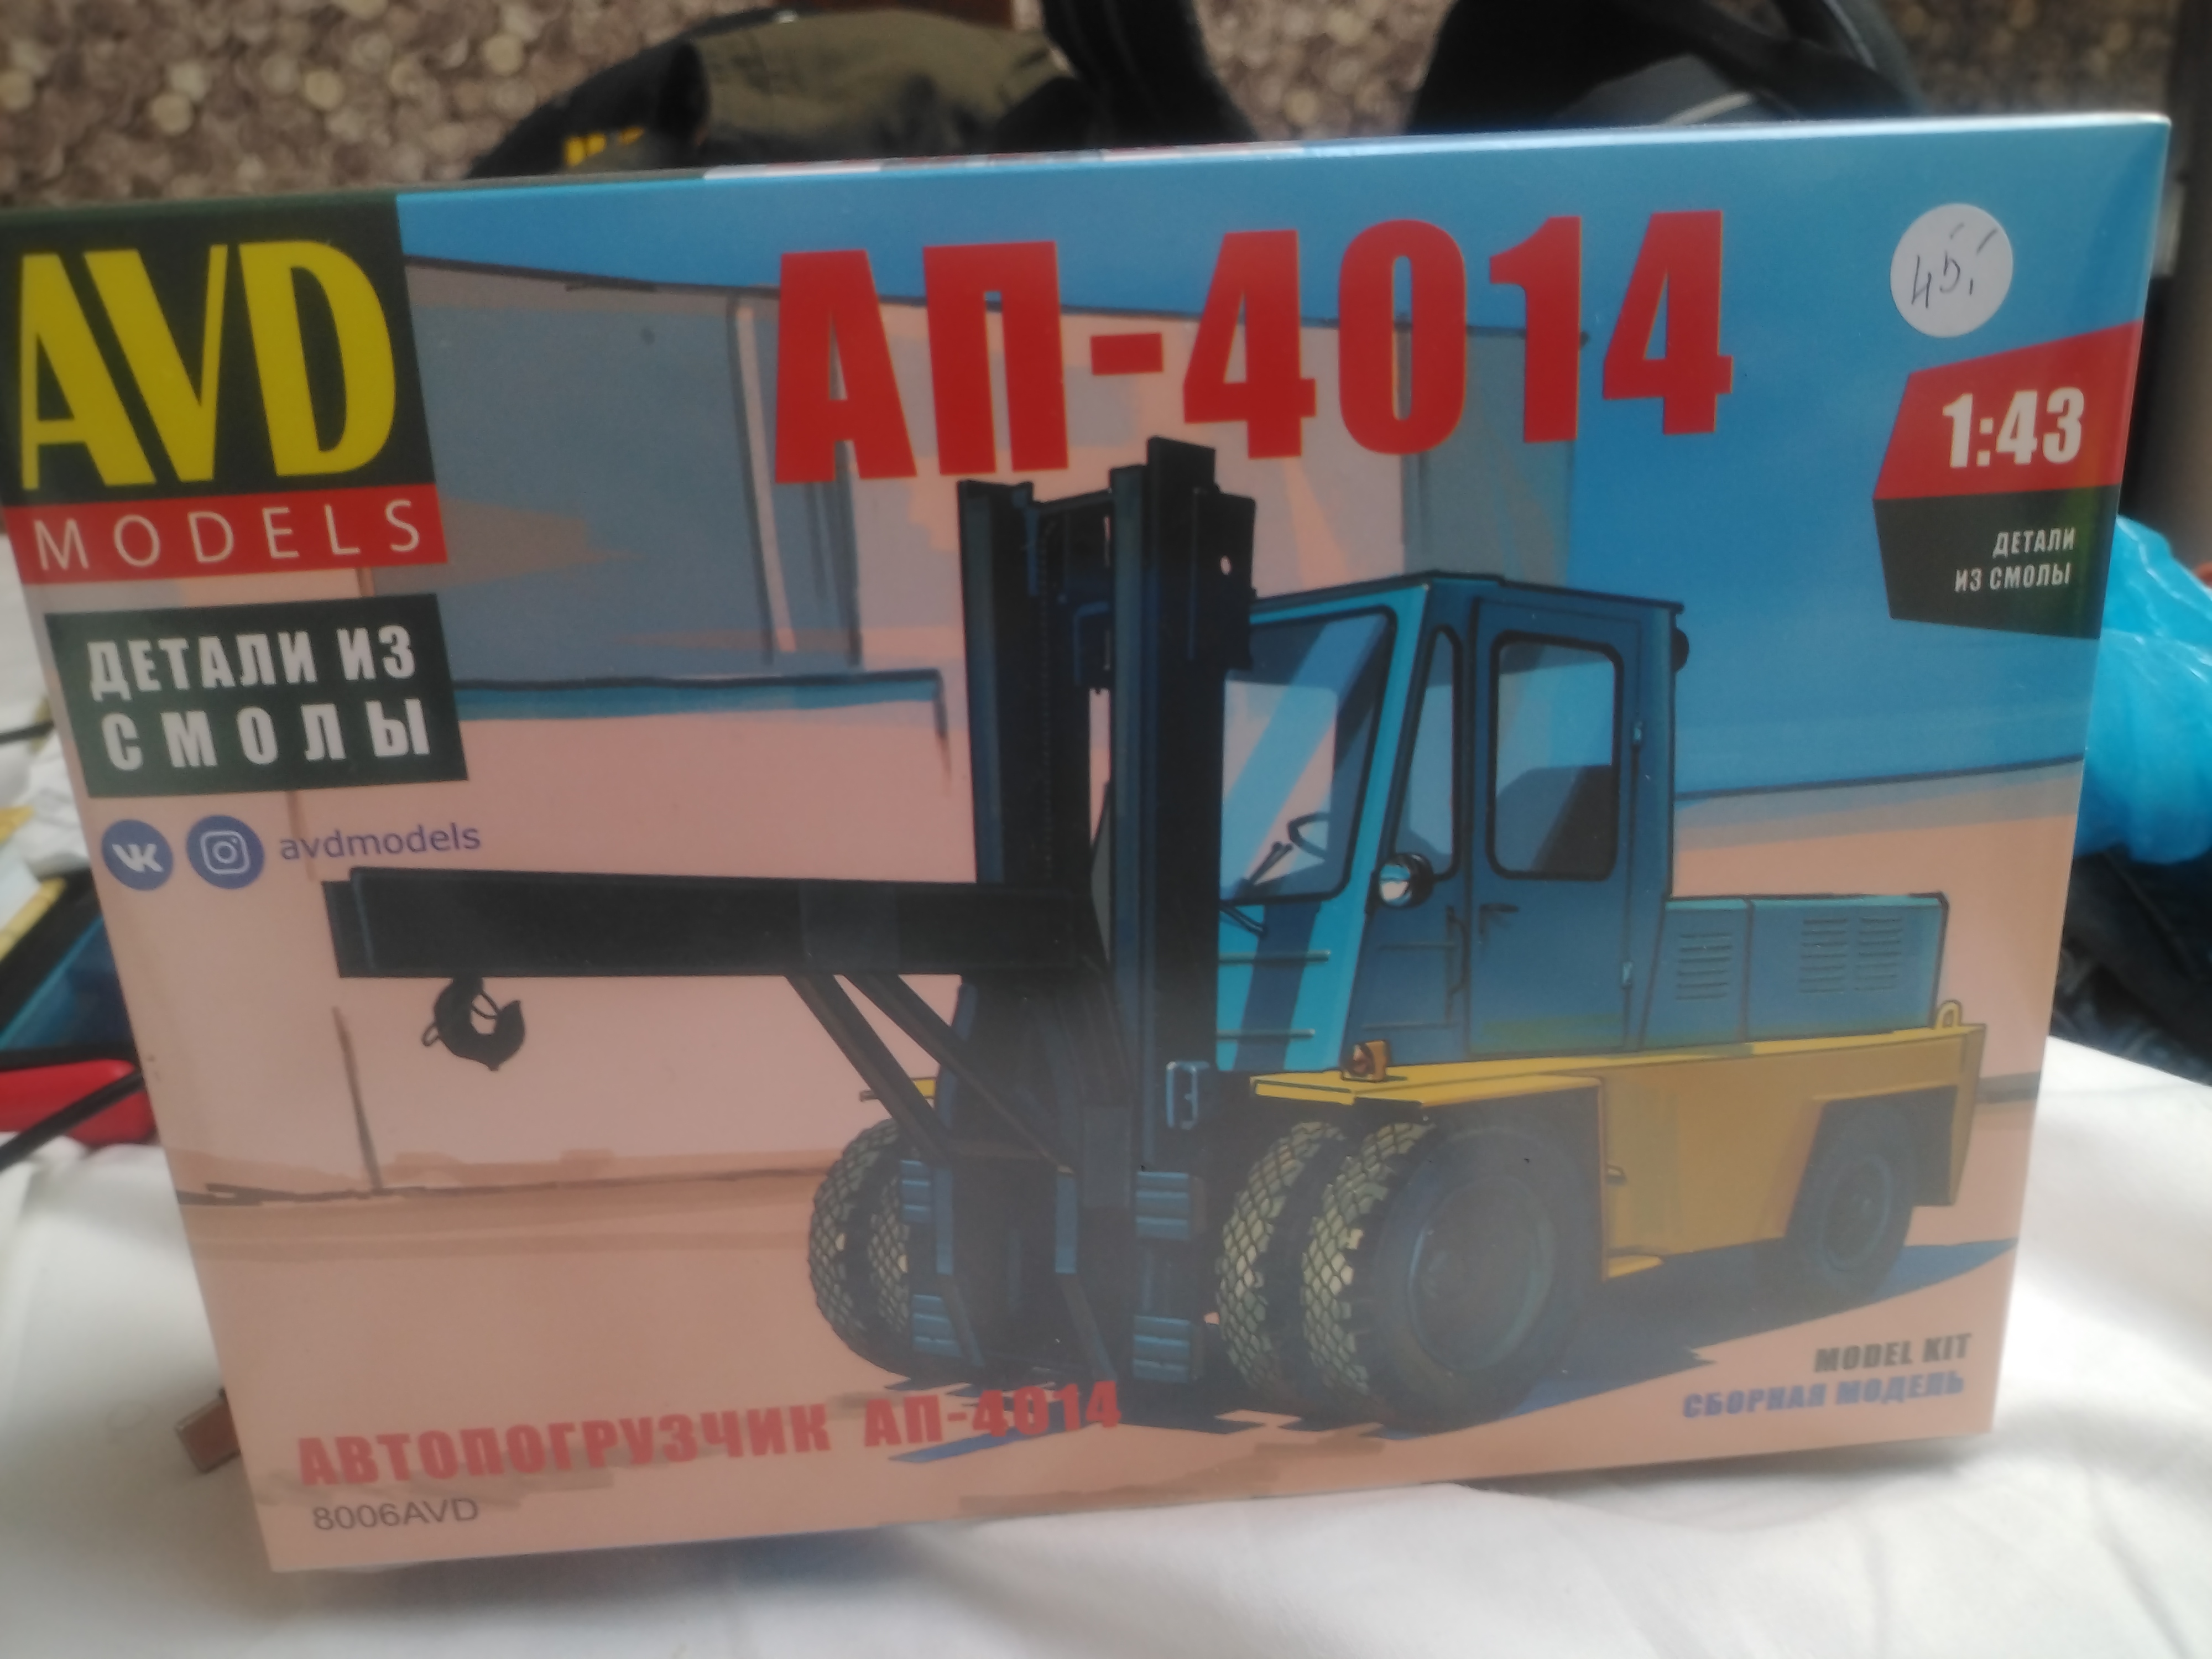 AVD
MODELS
ДЕТАЛИ ИЗ
СМОЛЫ
avdmodels
АП-4014
45,
1:43
ДЕТАЛИ
ИЗ СМОЛЫ
MODEL KIT
СБОРНАЯ МОДЕЛЬ
АВТОПОГРУЗЧИК АП-4014
8006AVD